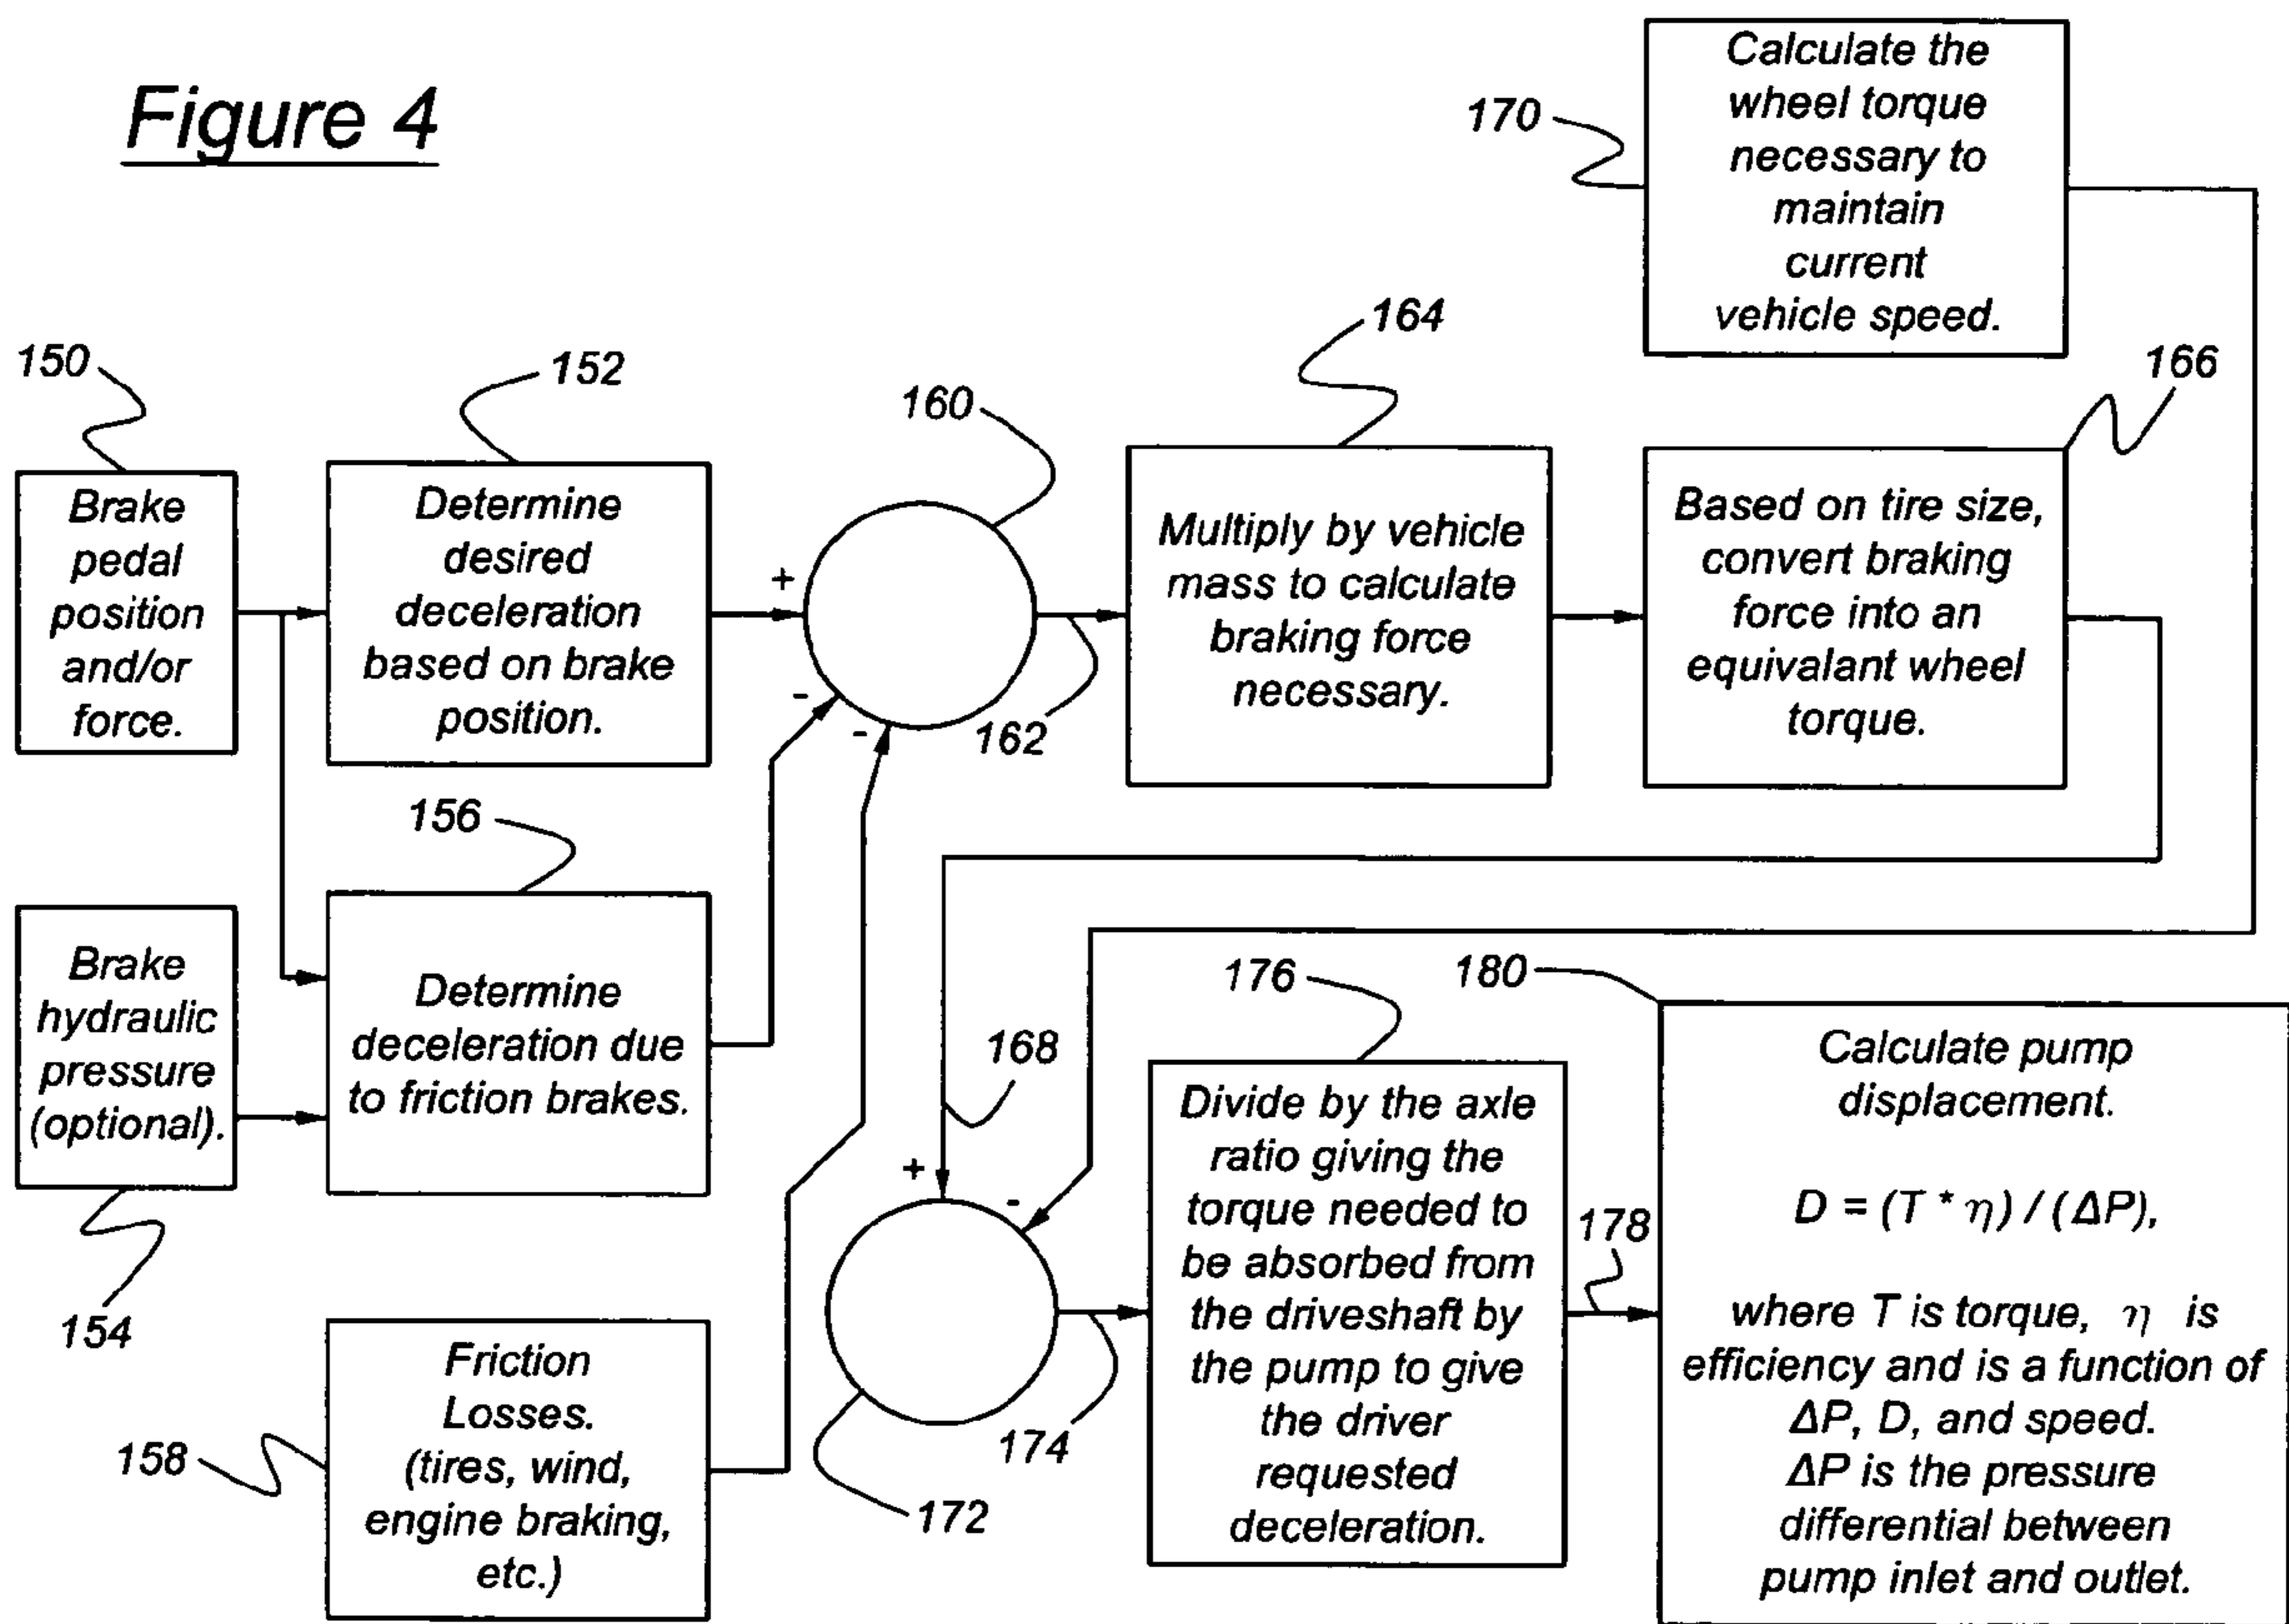 Figure 4
Calculate the
wheel torque
necessary to
maintain
current
vehicle speed.
170
150
152
160
164
166
Brake
pedal
position
and/or
force.
Determine
desired
deceleration
based on brake
position.
+
-
-
162
Multiply by vehicle
mass to calculate
braking force
necessary.
Based on tire size,
convert braking
force into an
equivalant wheel
torque.
156
Brake
hydraulic
pressure
(optional).
154
Determine
deceleration due
to friction brakes.
158
Friction
Losses.
(tires, wind,
engine braking,
etc.)
168
+
-
172
174
176
Divide by the axle
ratio giving the
torque needed to
be absorbed from
the driveshaft by
the pump to give
the driver
requested
deceleration.
178
180
Calculate pump
displacement.
D = (T * η) / (ΔP),
where T is torque, η is
efficiency and is a function of
ΔP, D, and speed.
ΔP is the pressure
differential between
pump inlet and outlet.